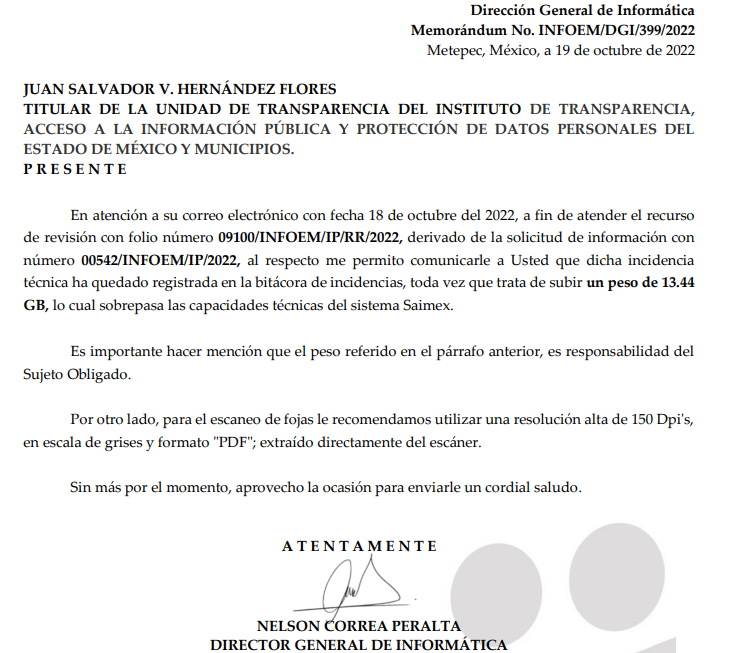 Dirección General de Informática
Memorándum No. INFOEM/DGI/399/2022
Metepec, México, a 19 de octubre de 2022
JUAN SALVADOR V. HERNÁNDEZ FLORES
TITULAR DE LA UNIDAD DE TRANSPARENCIA DEL INSTITUTO DE TRANSPARENCIA,
ACCESO A LA INFORMACIÓN PÚBLICA Y PROTECCIÓN DE DATOS PERSONALES DEL
ESTADO DE MÉXICO Y MUNICIPIOS.
P R E S E N T E
En atención a su correo electrónico con fecha 18 de octubre del 2022, a fin de atender el recurso
de revisión con folio número 09100/INFOEM/IP/RR/2022, derivado de la solicitud de información con
número 00542/INFOEM/IP/2022, al respecto me permito comunicarle a Usted que dicha incidencia
técnica ha quedado registrada en la bitácora de incidencias, toda vez que trata de subir un peso de 13.44
GB, lo cual sobrepasa las capacidades técnicas del sistema Saimex.
Es importante hacer mención que el peso referido en el párrafo anterior, es responsabilidad del
Sujeto Obligado.
Por otro lado, para el escaneo de fojas le recomendamos utilizar una resolución alta de 150 Dpi's,
en escala de grises y formato "PDF"; extraído directamente del escáner.
Sin más por el momento, aprovecho la ocasión para enviarle un cordial saludo.
A T E N T A M E N T E
NELSON CORREA PERALTA
DIRECTOR GENERAL DE INFORMÁTICA